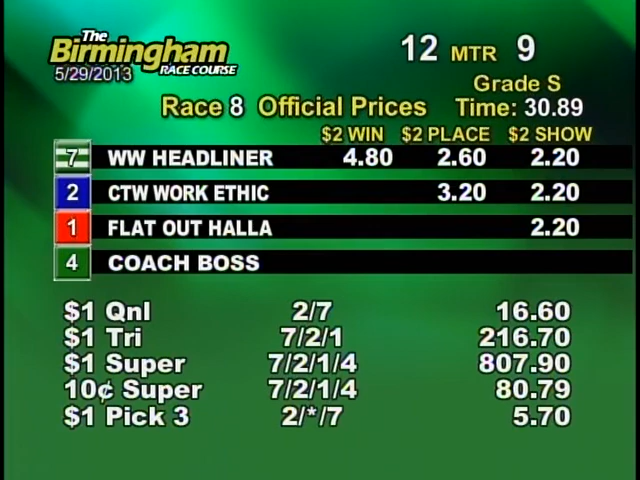 The
Birmingham
RACE COURSE
5/29/2013
12 MTR 9
Grade S
Race 8 Official Prices Time: 30.89
$2 WIN $2 PLACE $2 SHOW
7 WW HEADLINER 4.80 2.60 2.20
2 CTW WORK ETHIC 3.20 2.20
1 FLAT OUT HALLA 2.20
4 COACH BOSS
$1 Qnl 2/7 16.60
$1 Tri 7/2/1 216.70
$1 Super 7/2/1/4 807.90
10¢ Super 7/2/1/4 80.79
$1 Pick 3 2/*/7 5.70